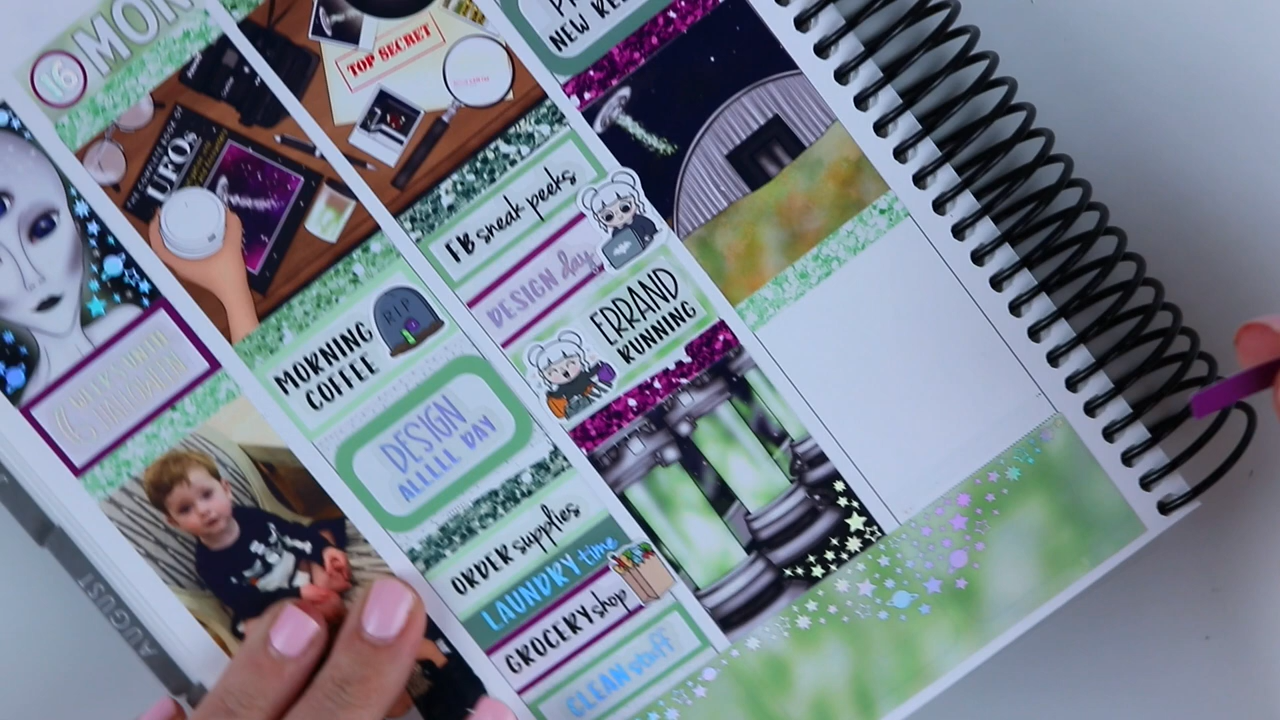 16
MON
UFOs
TOP SECRET
MORNING
COFFEE
RIP
DESIGN
ALLLL DAY
NEW RE
FB sneak peeks
DESIGN day
ERRAND
RUNNING
ORDER supplies
LAUNDRY time
GROCERY shop
CLEAN stuff
AUGUST